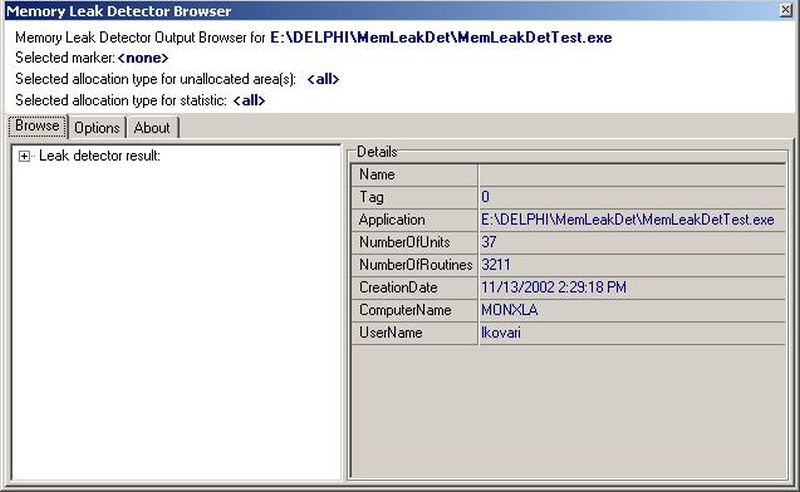 Memory Leak Detector Browser
Memory Leak Detector Output Browser for E:\DELPHI\MemLeakDet\MemLeakDetTest.exe
Selected marker: <none>
Selected allocation type for unallocated area(s): <all>
Selected allocation type for statistic: <all>
Browse Options About
Leak detector result:
Details
Name
Tag 0
Application E:\DELPHI\MemLeakDet\MemLeakDetTest.exe
NumberOfUnits 37
NumberOfRoutines 3211
CreationDate 11/13/2002 2:29:18 PM
ComputerName MONXLA
UserName lkovari